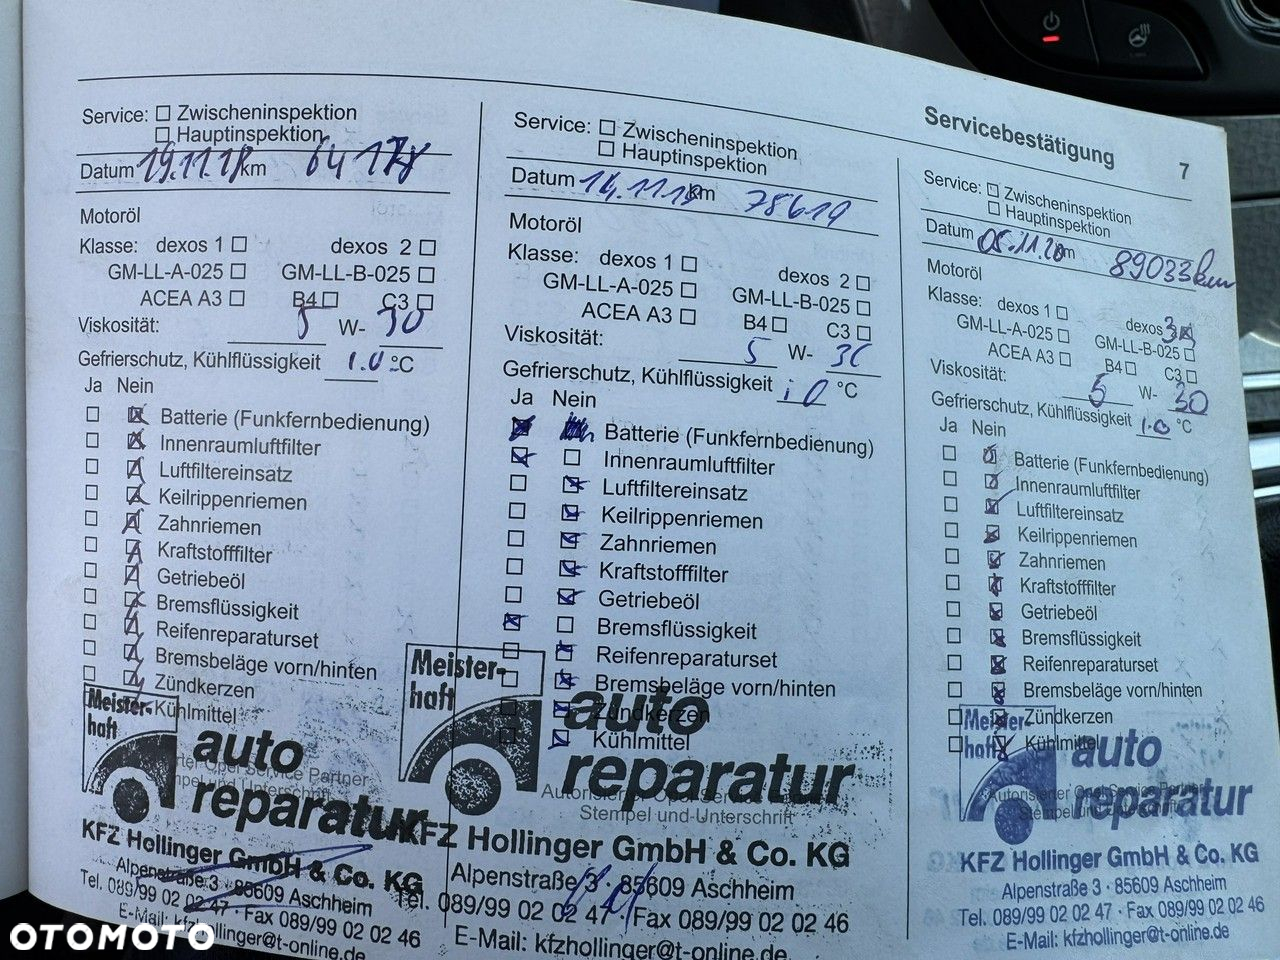 Servicebestätigung 7
Service: Zwischeninspektion
Hauptinspektion
Datum 19.11.18 km 64178
Motoröl
Klasse: dexos 1 dexos 2
GM-LL-A-025 GM-LL-B-025
ACEA A3 B4 C3
Viskosität: 5 W- 30
Gefrierschutz, Kühlflüssigkeit °C
Ja Nein
Batterie (Funkfernbedienung)
Innenraumluftfilter
Luftfiltereinsatz
Keilrippenriemen
Zahnriemen
Kraftstofffilter
Getriebeöl
Bremsflüssigkeit
Reifenreparaturset
Bremsbeläge vorn/hinten
Zündkerzen
Kühlmittel
Meister-
haft
auto
reparatur
KFZ Hollinger GmbH & Co. KG
Alpenstraße 3 · 85609 Aschheim
Tel. 089/99 02 02 47 · Fax 089/99 02 02 46
E-Mail: kfzhollinger@t-online.de
Service: Zwischeninspektion
Hauptinspektion
Datum 14.11.19 km 78619
Motoröl
Klasse: dexos 1 dexos 2
GM-LL-A-025 GM-LL-B-025
ACEA A3 B4 C3
Viskosität: 5 W- 30
Gefrierschutz, Kühlflüssigkeit °C
Ja Nein
Batterie (Funkfernbedienung)
Innenraumluftfilter
Luftfiltereinsatz
Keilrippenriemen
Zahnriemen
Kraftstofffilter
Getriebeöl
Bremsflüssigkeit
Reifenreparaturset
Bremsbeläge vorn/hinten
Zündkerzen
Kühlmittel
Meister-
haft
auto
reparatur
Stempel und Unterschrift
KFZ Hollinger GmbH & Co. KG
Alpenstraße 3 · 85609 Aschheim
Tel. 089/99 02 02 47 · Fax 089/99 02 02 46
E-Mail: kfzhollinger@t-online.de
Service: Zwischeninspektion
Hauptinspektion
Datum 05.11.20 km 89033km
Motoröl
Klasse: dexos 1 dexos
GM-LL-A-025 GM-LL-B-025
ACEA A3 B4 C3
Viskosität: 5 W- 30
Gefrierschutz, Kühlflüssigkeit °C
Ja Nein
Batterie (Funkfernbedienung)
Innenraumluftfilter
Luftfiltereinsatz
Keilrippenriemen
Zahnriemen
Kraftstofffilter
Getriebeöl
Bremsflüssigkeit
Reifenreparaturset
Bremsbeläge vorn/hinten
Zündkerzen
Kühlmittel
Meister-
haft
auto
reparatur
KFZ Hollinger GmbH & Co. KG
Alpenstraße 3 · 85609 Aschheim
Tel. 089/99 02 02 47 · Fax 089/99 02 02 46
E-Mail: kfzhollinger@t-online.de
OTOMOTO